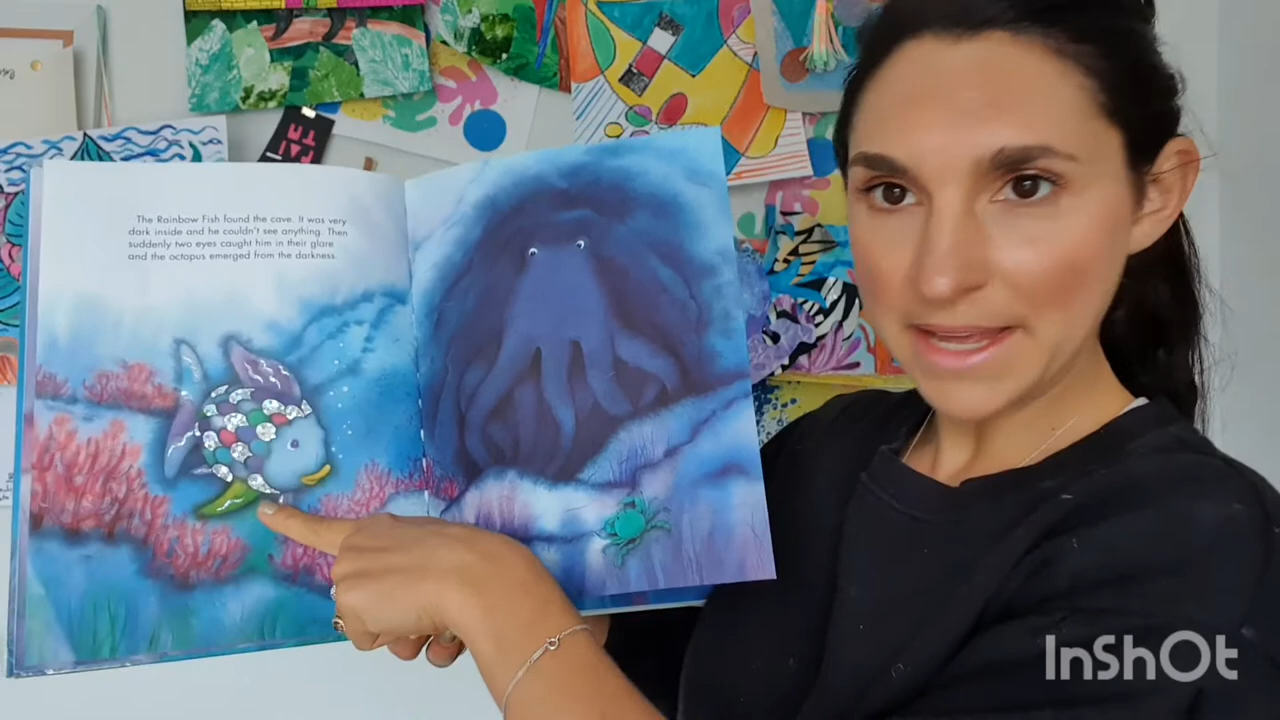 The Rainbow Fish found the cave. It was very
dark inside and he couldn't see anything. Then
suddenly two eyes caught him in their glare
and the octopus emerged from the darkness.
InShOt